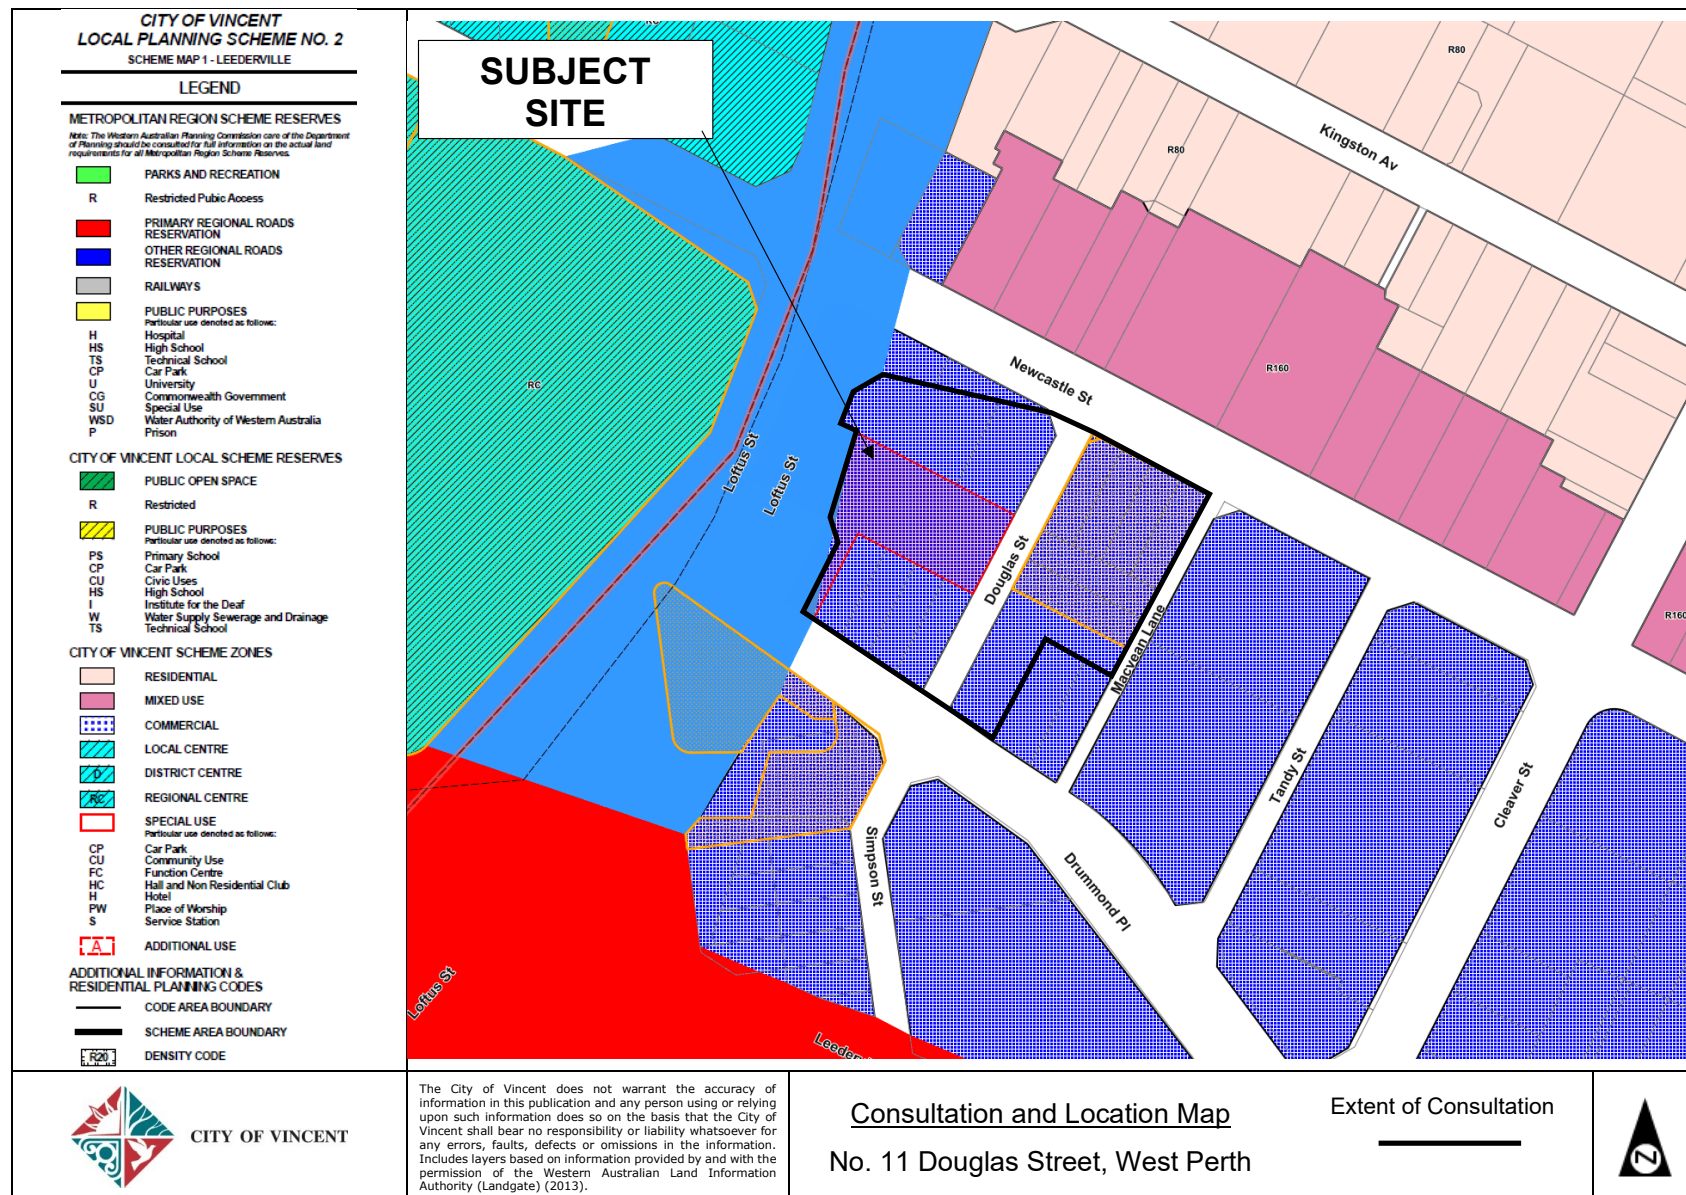 CITY OF VINCENT
LOCAL PLANNING SCHEME NO. 2
SCHEME MAP 1 - LEEDERVILLE
LEGEND
METROPOLITAN REGION SCHEME RESERVES
Note: The Western Australian Planning Commission care of the Department
of Planning should be consulted for full information on the actual land
requirements for all Metropolitan Region Scheme Reserves.
PARKS AND RECREATION
R Restricted Pubic Access
PRIMARY REGIONAL ROADS
RESERVATION
OTHER REGIONAL ROADS
RESERVATION
RAILWAYS
PUBLIC PURPOSES
Particular use denoted as follows:
H Hospital
HS High School
TS Technical School
CP Car Park
U University
CG Commonwealth Government
SU Special Use
WSD Water Authority of Western Australia
P Prison
CITY OF VINCENT LOCAL SCHEME RESERVES
PUBLIC OPEN SPACE
R Restricted
PUBLIC PURPOSES
Particular use denoted as follows:
PS Primary School
CP Car Park
CU Civic Uses
HS High School
I Institute for the Deaf
W Water Supply Sewerage and Drainage
TS Technical School
CITY OF VINCENT SCHEME ZONES
RESIDENTIAL
MIXED USE
COMMERCIAL
LOCAL CENTRE
D DISTRICT CENTRE
RC REGIONAL CENTRE
SPECIAL USE
Particular use denoted as follows:
CP Car Park
CU Community Use
FC Function Centre
HC Hall and Non Residential Club
H Hotel
PW Place of Worship
S Service Station
A ADDITIONAL USE
ADDITIONAL INFORMATION &
RESIDENTIAL PLANNING CODES
CODE AREA BOUNDARY
SCHEME AREA BOUNDARY
R20 DENSITY CODE
SUBJECT
SITE
RC
R80
Kingston Av
R80
R160
Newcastle St
RC
Loftus St
Loftus St
Douglas St
Macvean Lane
R160
Tandy St
Cleaver St
Simpson St
Drummond Pl
Loftus St
CITY OF VINCENT
The City of Vincent does not warrant the accuracy of
information in this publication and any person using or relying
upon such information does so on the basis that the City of
Vincent shall bear no responsibility or liability whatsoever for
any errors, faults, defects or omissions in the information.
Includes layers based on information provided by and with the
permission of the Western Australian Land Information
Authority (Landgate) (2013).
Consultation and Location Map
No. 11 Douglas Street, West Perth
Extent of Consultation
N